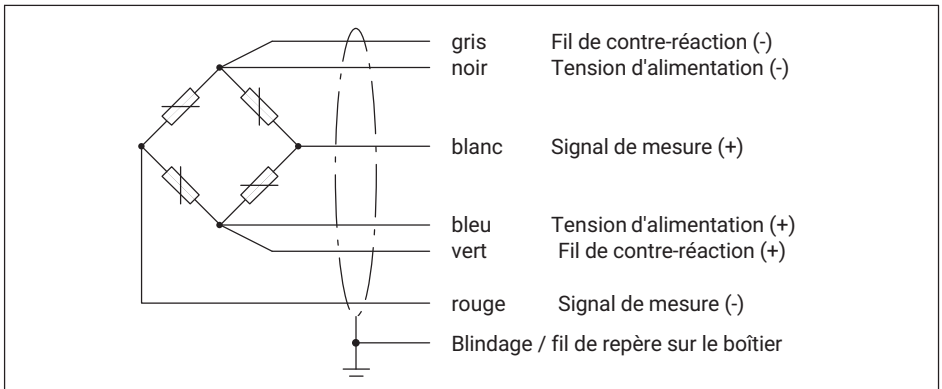 gris Fil de contre-réaction (-)
noir Tension d'alimentation (-)
blanc Signal de mesure (+)
bleu Tension d'alimentation (+)
vert Fil de contre-réaction (+)
rouge Signal de mesure (-)
Blindage / fil de repère sur le boîtier